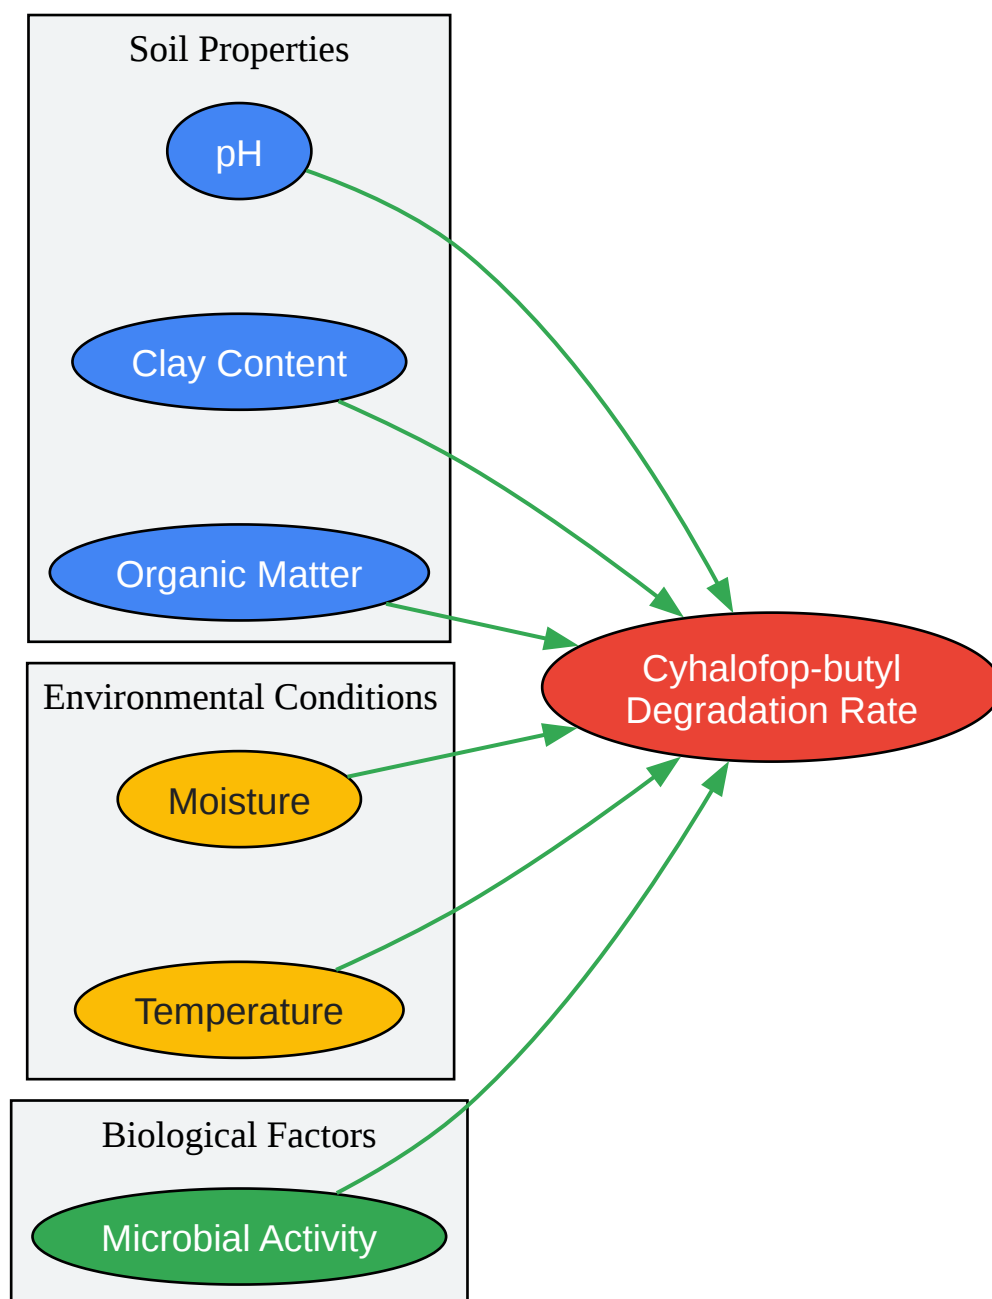 Soil Properties
pH
Clay Content
Organic Matter
Cyhalofop-butyl
Degradation Rate
Environmental Conditions
Moisture
Temperature
Biological Factors
Microbial Activity